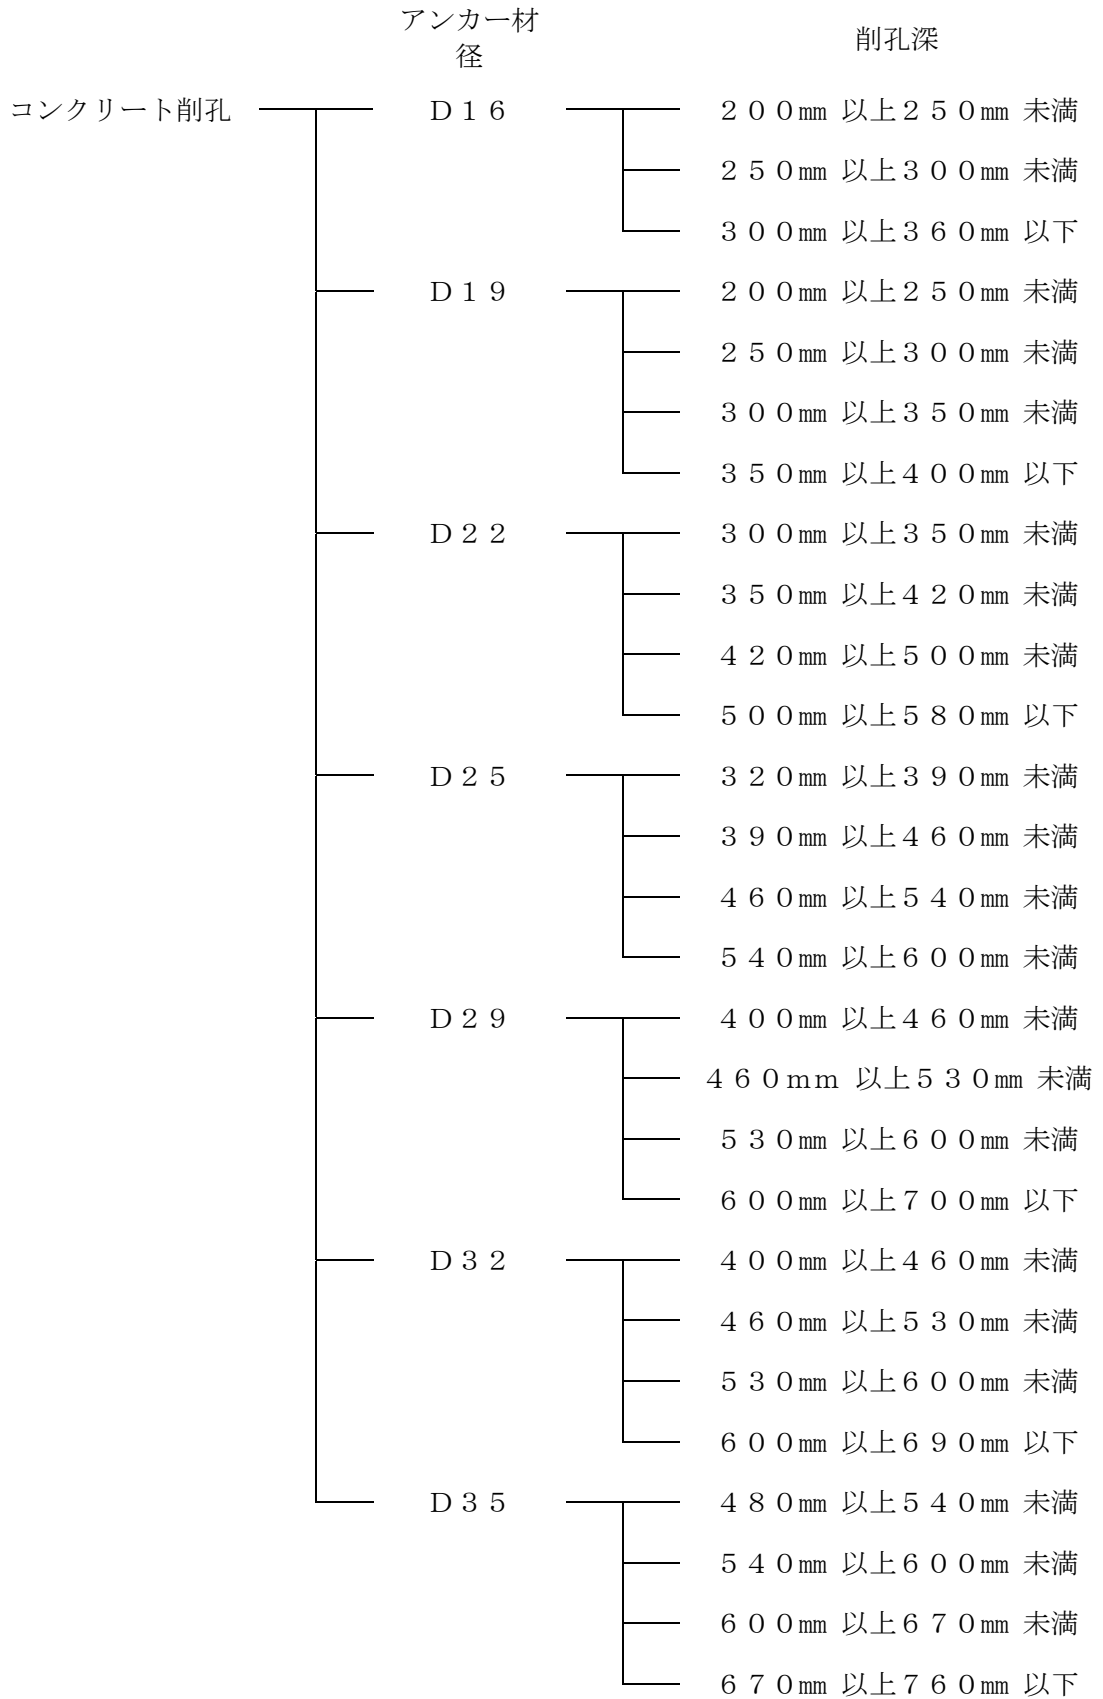 アンカー材
径
削孔深
コンクリート削孔 Ｄ１６ ２００㎜ 以上２５０㎜ 未満
２５０㎜ 以上３００㎜ 未満
３００㎜ 以上３６０㎜ 以下
Ｄ１９ ２００㎜ 以上２５０㎜ 未満
２５０㎜ 以上３００㎜ 未満
３００㎜ 以上３５０㎜ 未満
３５０㎜ 以上４００㎜ 以下
Ｄ２２ ３００㎜ 以上３５０㎜ 未満
３５０㎜ 以上４２０㎜ 未満
４２０㎜ 以上５００㎜ 未満
５００㎜ 以上５８０㎜ 以下
Ｄ２５ ３２０㎜ 以上３９０㎜ 未満
３９０㎜ 以上４６０㎜ 未満
４６０㎜ 以上５４０㎜ 未満
５４０㎜ 以上６００㎜ 未満
Ｄ２９ ４００㎜ 以上４６０㎜ 未満
４６０ｍｍ 以上５３０㎜ 未満
５３０㎜ 以上６００㎜ 未満
６００㎜ 以上７００㎜ 以下
Ｄ３２ ４００㎜ 以上４６０㎜ 未満
４６０㎜ 以上５３０㎜ 未満
５３０㎜ 以上６００㎜ 未満
６００㎜ 以上６９０㎜ 以下
Ｄ３５ ４８０㎜ 以上５４０㎜ 未満
５４０㎜ 以上６００㎜ 未満
６００㎜ 以上６７０㎜ 未満
６７０㎜ 以上７６０㎜ 以下